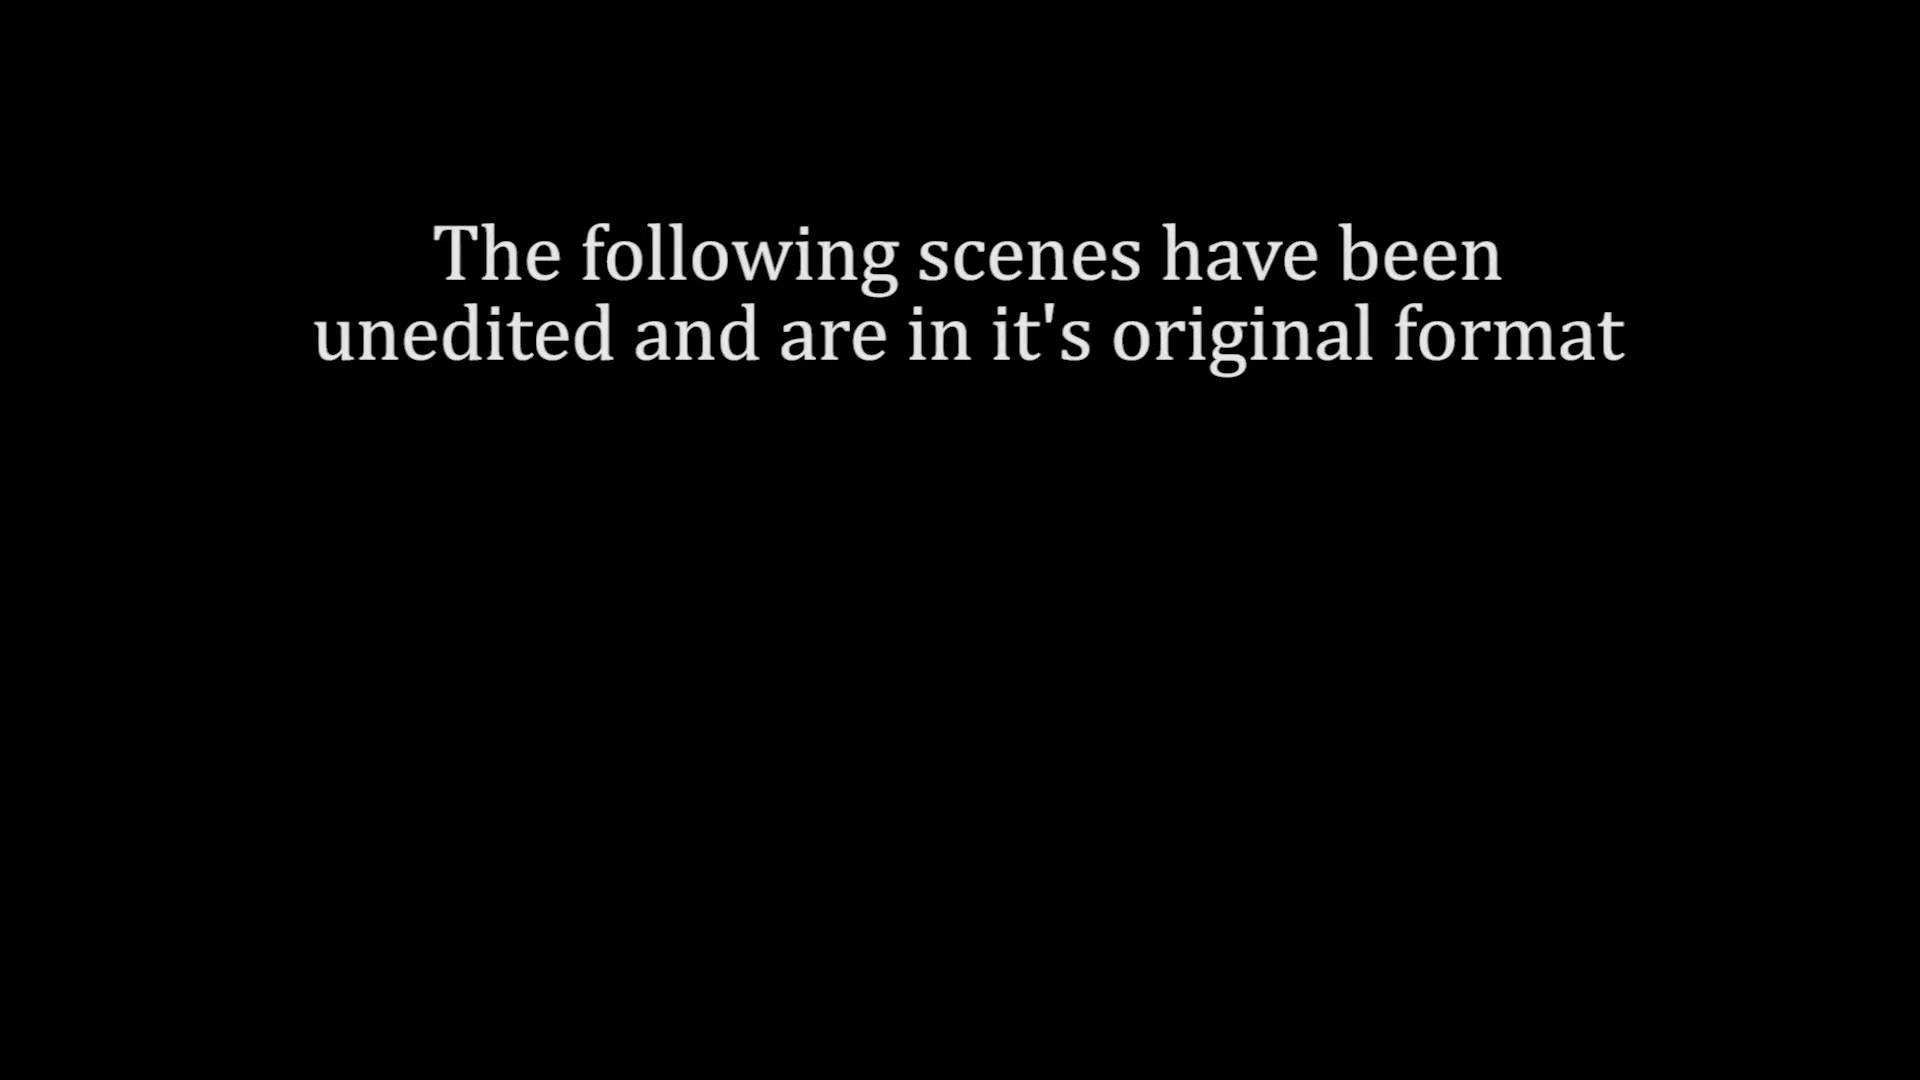 The following scenes have been
unedited and are in it's original format